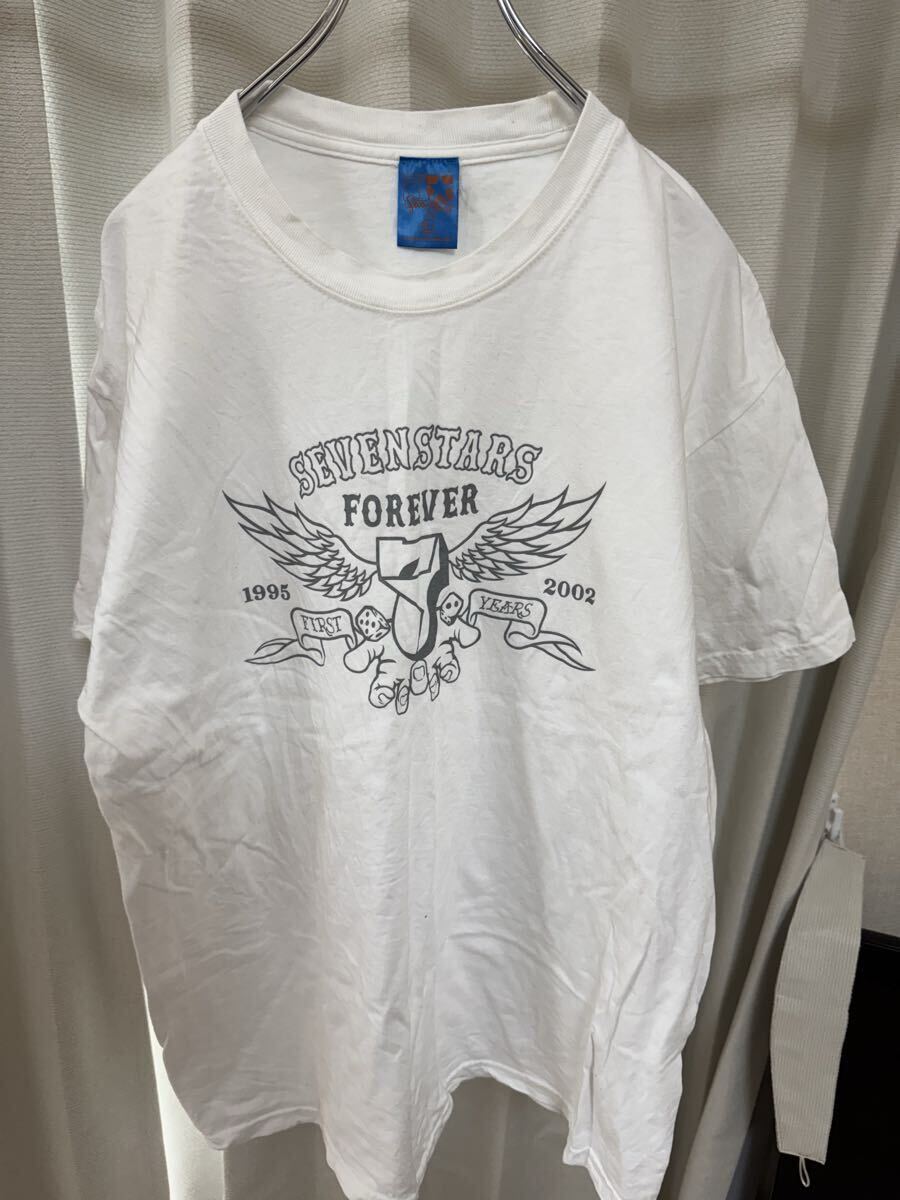 SEVENSTARS
FOREVER
1995
2002
FIRST
YEARS